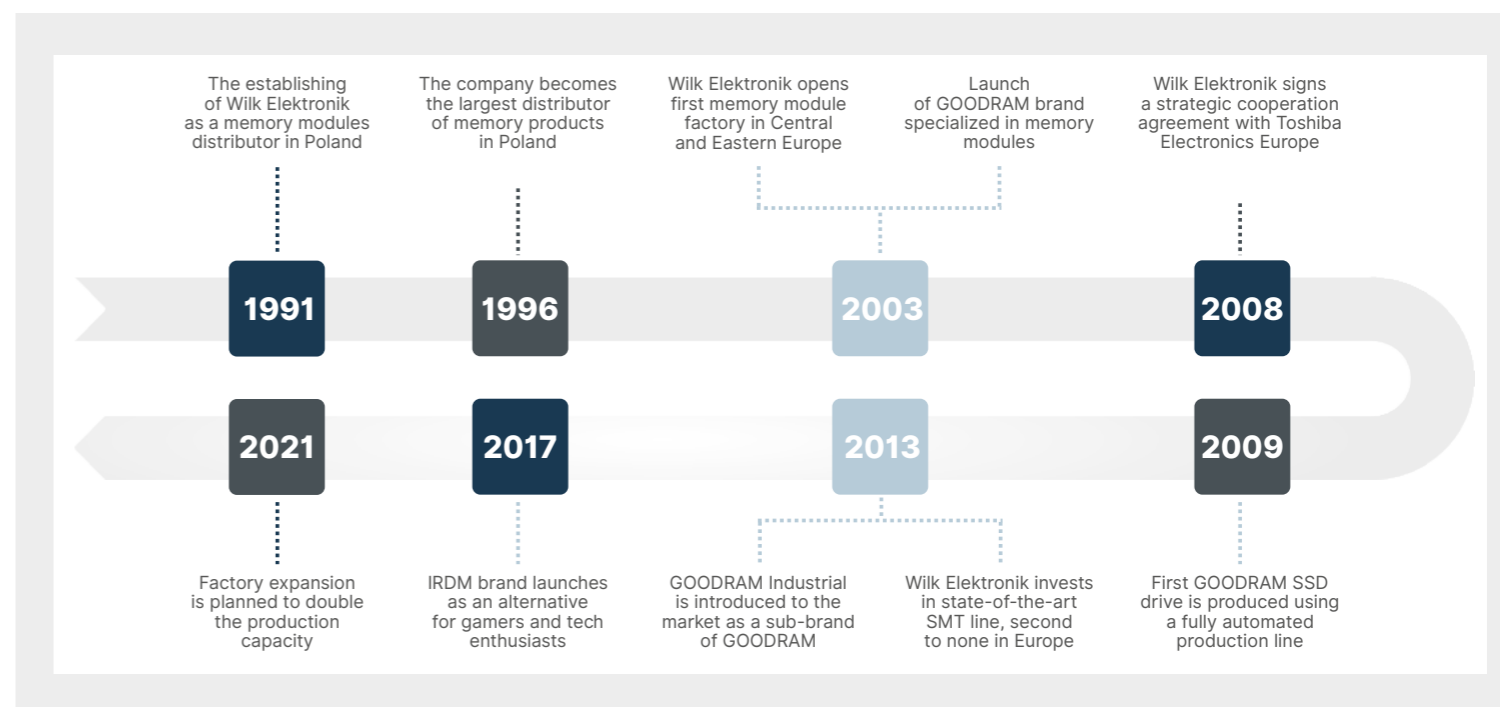 The establishing
of Wilk Elektronik
as a memory modules
distributor in Poland
The company becomes
the largest distributor
of memory products
in Poland
Wilk Elektronik opens
first memory module
factory in Central
and Eastern Europe
Launch
of GOODRAM brand
specialized in memory
modules
Wilk Elektronik signs
a strategic cooperation
agreement with Toshiba
Electronics Europe
1991
1996
2003
2008
2021
2017
2013
2009
Factory expansion
is planned to double
the production
capacity
IRDM brand launches
as an alternative
for gamers and tech
enthusiasts
GOODRAM Industrial
is introduced to the
market as a sub-brand
of GOODRAM
Wilk Elektronik invests
in state-of-the-art
SMT line, second
to none in Europe
First GOODRAM SSD
drive is produced using
a fully automated
production line